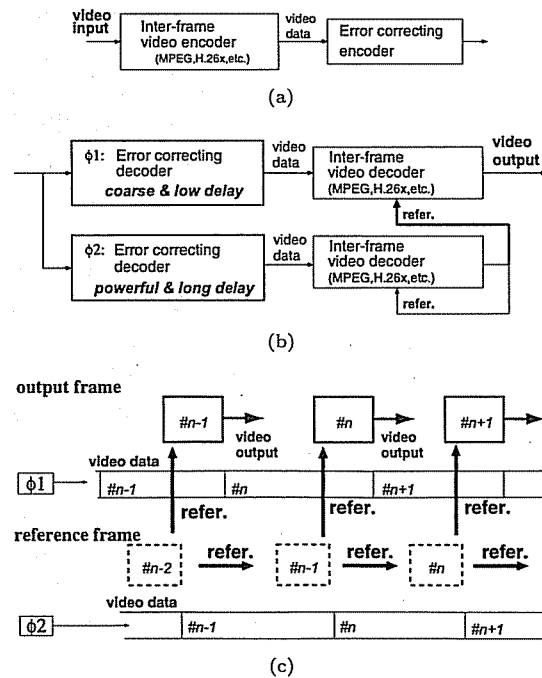 video input
Inter-frame video encoder (MPEG,H.26x,etc.)
video data
Error correcting encoder
(a)
ϕ1: Error correcting decoder
coarse & low delay
video data
Inter-frame video decoder (MPEG,H.26x,etc.)
video output
refer.
ϕ2: Error correcting decoder
powerful & long delay
video data
Inter-frame video decoder (MPEG,H.26x,etc.)
refer.
(b)
output frame
#n-1
video output
#n
video output
#n+1
video data
ϕ1
#n-1
#n
#n+1
refer.
refer.
refer.
reference frame
#n-2
refer.
#n-1
refer.
#n
refer.
video data
ϕ2
#n-1
#n
#n+1
(c)